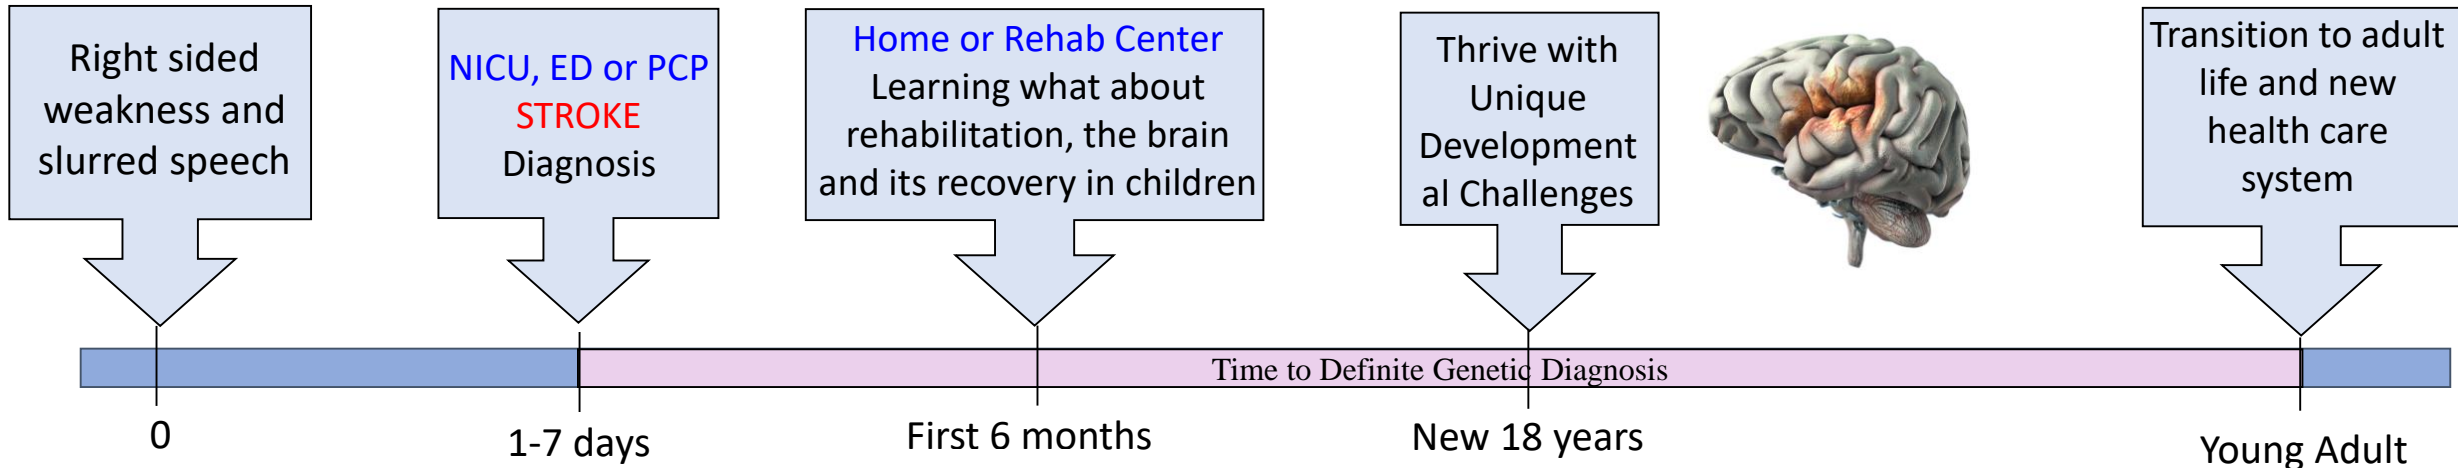 Right sided
weakness and
slurred speech
NICU, ED or PCP
STROKE
Diagnosis
Home or Rehab Center
Learning what about
rehabilitation, the brain
and its recovery in children
Thrive with
Unique
Development
al Challenges
Transition to adult
life and new
health care
system
Time to Definite Genetic Diagnosis
0
1-7 days
First 6 months
New 18 years
Young Adult